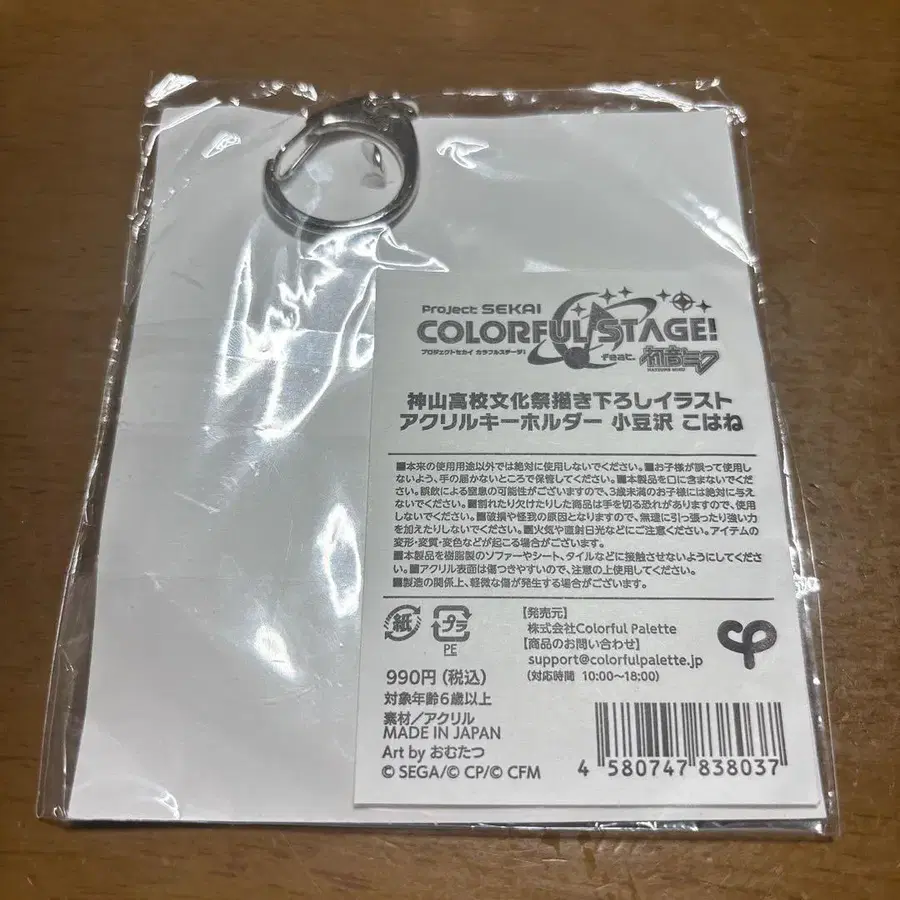 Project SEKAI
COLORFUL STAGE!
プロジェクトセカイ カラフルステージ!
feat. 初音ミク
HATSUNE MIKU
神山高校文化祭描き下ろしイラスト
アクリルキーホルダー 小豆沢 こはね
■本来の使用用途以外では絶対に使用しないでください。■お子様が誤って使用し
ないよう、手の届かないところで保管してください。■本製品を口に含まないでくだ
さい。誤飲による窒息の可能性がございますので、3歳未満のお子様には絶対に与え
ないでください。■割れたり欠けたりした商品は手を切る恐れがありますので、使用
しないでください。■破損や怪我の原因となりますので、無理に引っ張ったり強い力
を加えたりしないでください。■火気や直射日光などにご注意ください。アイテムの
変形・変質・変色などが起こる場合がございます。
■本製品を樹脂製のソファーやシート、タイルなどに接触させないようにしてくださ
い。■アクリル表面は傷つきやすいので、注意の上使用してください。
■製造の関係上、軽微な傷が発生する場合がございます。
紙
プラ
PE
【発売元】
株式会社Colorful Palette
【商品のお問い合わせ】
support@colorfulpalette.jp
(対応時間 10:00〜18:00)
990円(税込)
対象年齢6歳以上
素材/アクリル
MADE IN JAPAN
Art by おむたつ
© SEGA/© CP/© CFM
4 580747 838037